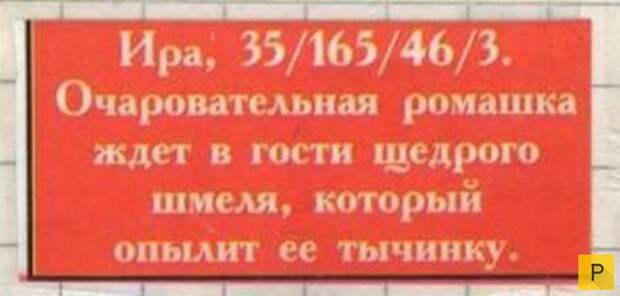 Ира, 35/165/46/3.
Очаровательная ромашка
ждет в гости щедрого
шмеля, который
опылит ее тычинку.
P